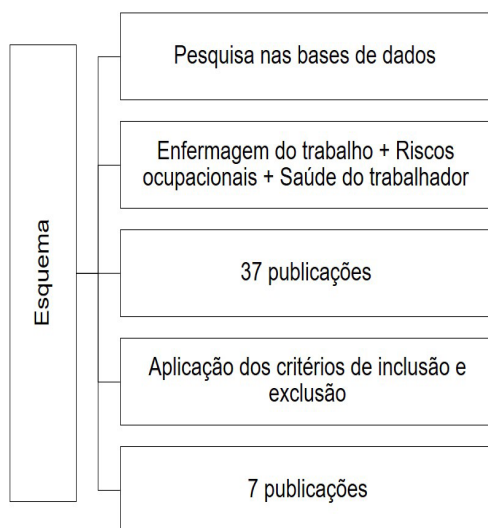 Esquema
Pesquisa nas bases de dados
Enfermagem do trabalho + Riscos
ocupacionais + Saúde do trabalhador
37 publicações
Aplicação dos critérios de inclusão e
exclusão
7 publicações